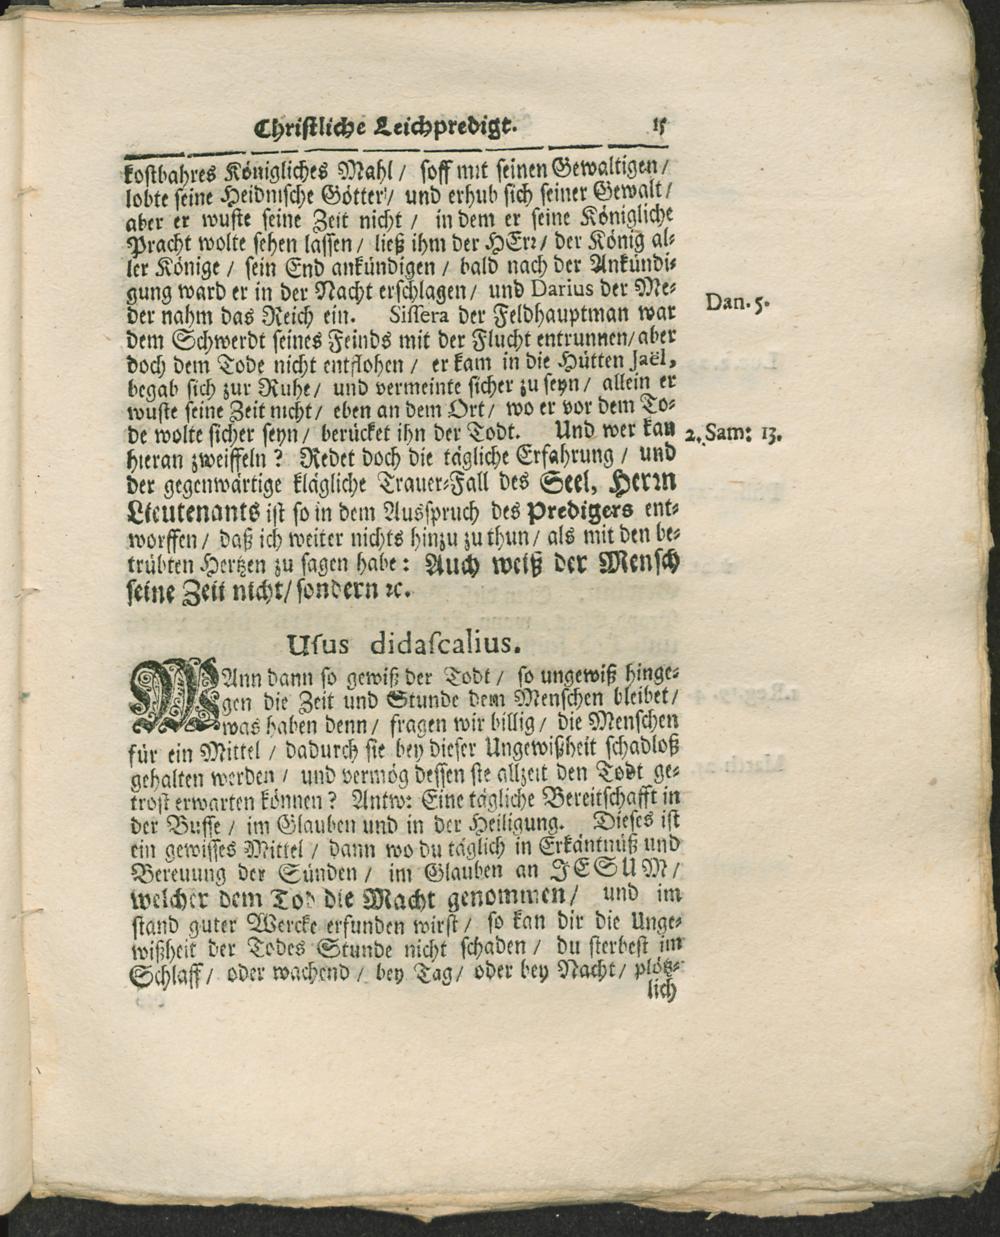 Christliche Leichpredigt. 15
kostbahres Königliches Mahl / soff mit seinen Gewaltigen /
lobte seine Heidnische Götter / und erhub sich seiner Gewalt /
aber er wuste seine Zeit nicht / in dem er seine Königliche
Pracht wolte sehen lassen / ließ ihm der HErr / der König al-
ler Könige / sein End ankündigen / bald nach der Ankündi-
gung ward er in der Nacht erschlagen / und Darius der Me-
der nahm das Reich ein. Sissera der Feldhauptman war
Dan. 5.
dem Schwerdt seines Feinds mit der Flucht entrunnen / aber
doch dem Tode nicht entflohen / er kam in die Hütten Jaël,
begab sich zur Ruhe / und vermeinte sicher zu seyn / allein er
wuste seine Zeit nicht / eben an dem Ort / wo er vor dem To-
de wolte sicher seyn / berücket ihn der Todt. Und wer kan
2. Sam: 13.
hieran zweiffeln ? Redet doch die tägliche Erfahrung / und
der gegenwärtige klägliche Trauer-Fall des Seel, Herrn
Lieutenants ist so in dem Ausspruch des Predigers ent-
worffen / daß ich weiter nichts hinzu zu thun / als mit den be-
trübten Hertzen zu sagen habe : Auch weiß der Mensch
seine Zeit nicht / sondern ꝛc.
Usus didascalius.
WAnn dann so gewiß der Todt / so ungewiß hinge-
gen die Zeit und Stunde dem Menschen bleibet /
was haben denn / fragen wir billig / die Menschen
für ein Mittel / dadurch sie bey dieser Ungewißheit schadloß
gehalten werden / und vermög dessen sie allzeit den Todt ge-
trost erwarten können ? Antw: Eine tägliche Bereitschafft in
der Busse / im Glauben und in der Heiligung. Dieses ist
ein gewisses Mittel / dann wo du täglich in Erkäntnüß und
Bereuung der Sünden / im Glauben an JESUM /
welcher dem Tod die Macht genommen / und im
stand guter Wercke erfunden wirst / so kan dir die Unge-
wißheit der Todes Stunde nicht schaden / du sterbest im
Schlaff / oder wachend / bey Tag / oder bey Nacht / plötz-
lich